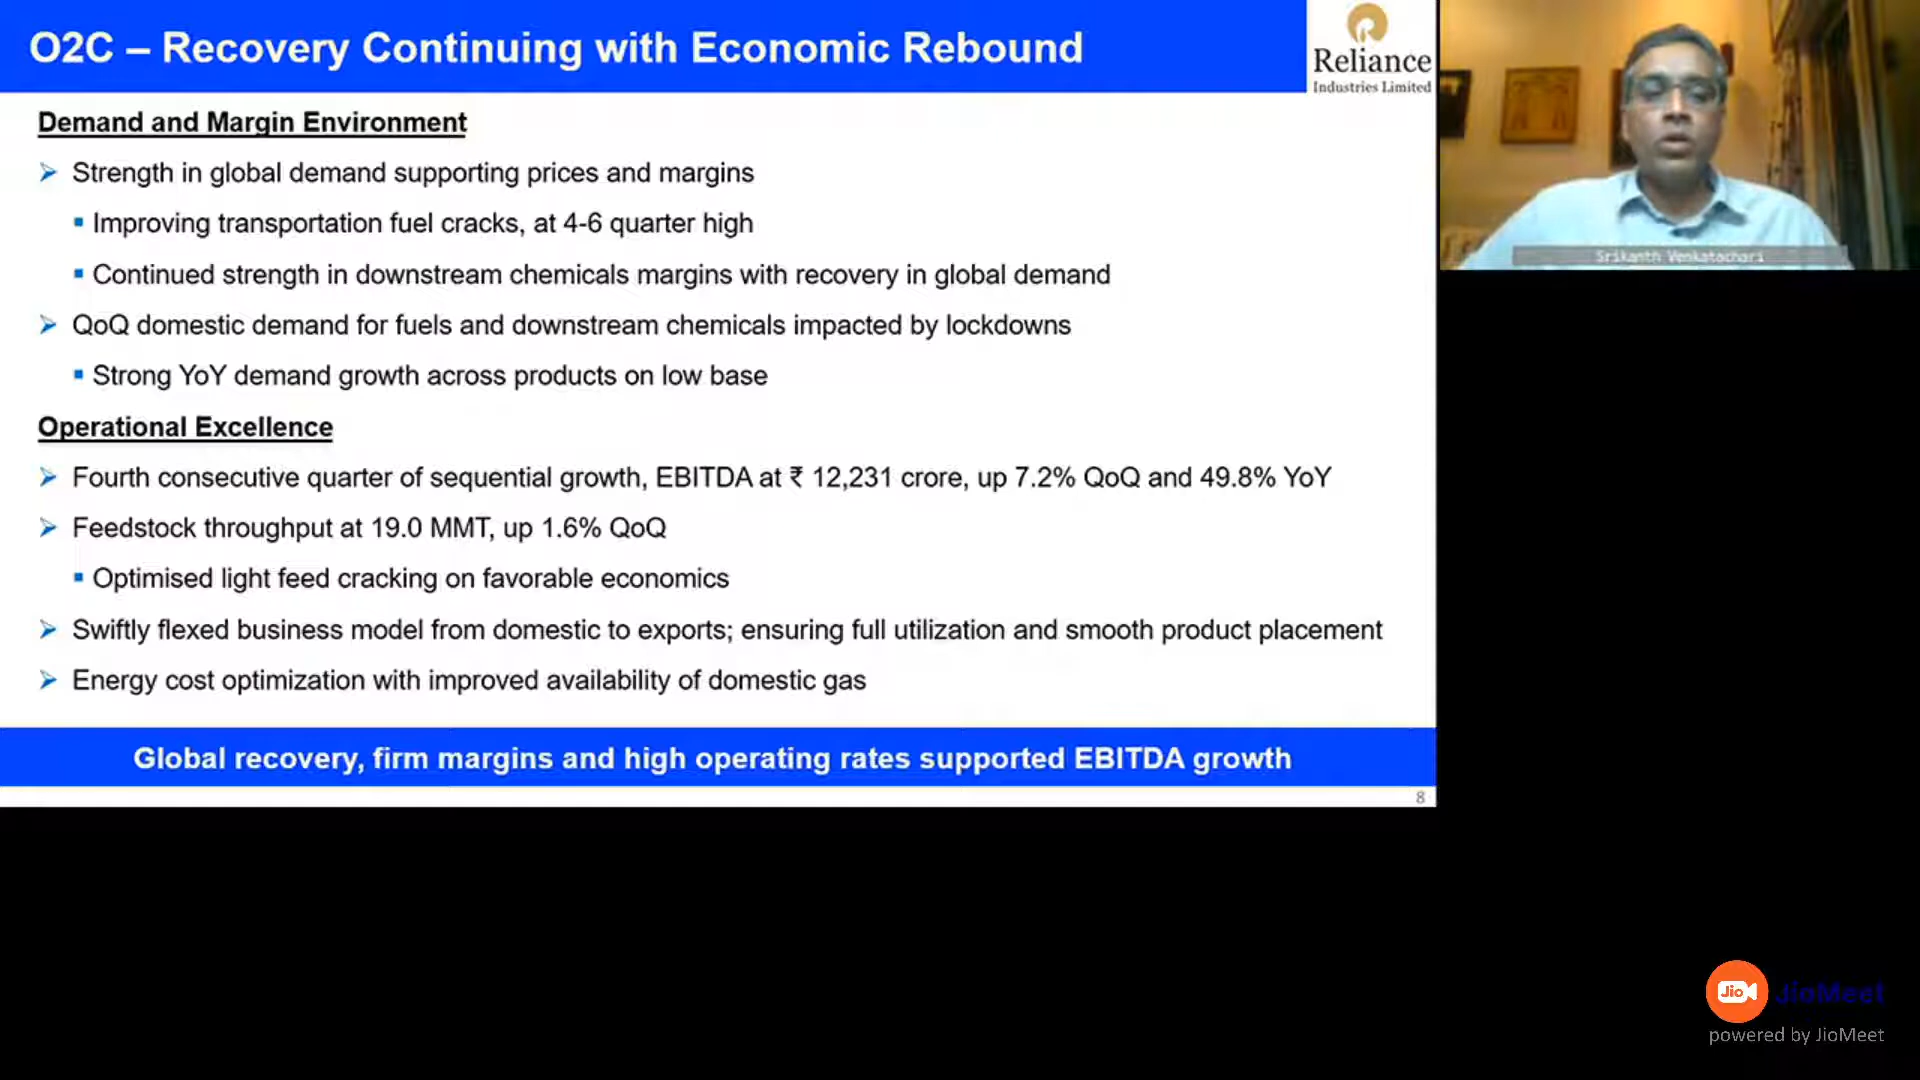 O2C – Recovery Continuing with Economic Rebound
Reliance
Industries Limited
Demand and Margin Environment
➤ Strength in global demand supporting prices and margins
▪ Improving transportation fuel cracks, at 4-6 quarter high
▪ Continued strength in downstream chemicals margins with recovery in global demand
➤ QoQ domestic demand for fuels and downstream chemicals impacted by lockdowns
▪ Strong YoY demand growth across products on low base
Operational Excellence
➤ Fourth consecutive quarter of sequential growth, EBITDA at ₹ 12,231 crore, up 7.2% QoQ and 49.8% YoY
➤ Feedstock throughput at 19.0 MMT, up 1.6% QoQ
▪ Optimised light feed cracking on favorable economics
➤ Swiftly flexed business model from domestic to exports; ensuring full utilization and smooth product placement
➤ Energy cost optimization with improved availability of domestic gas
Global recovery, firm margins and high operating rates supported EBITDA growth
8
Srikanth Venkatachari
Jio
JioMeet
powered by JioMeet